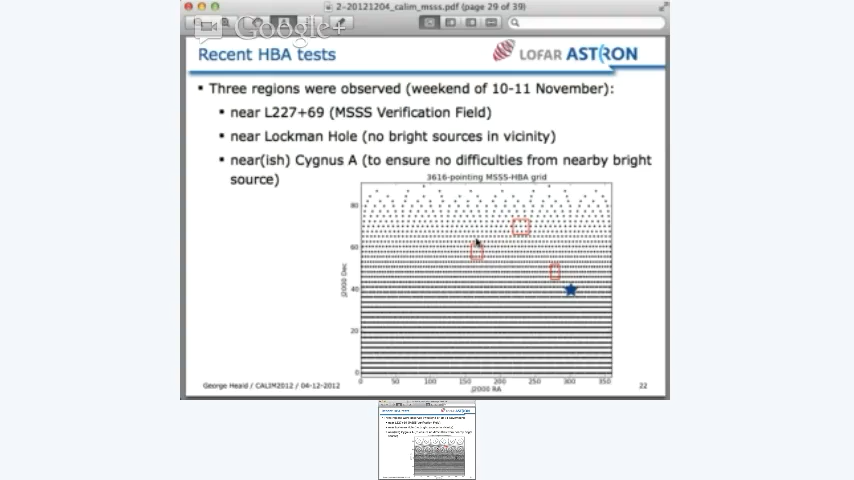 2-20121204_calim_msss.pdf (page 29 of 39)
Google+
Recent HBA tests
LOFAR ASTRON
Three regions were observed (weekend of 10-11 November):
near L227+69 (MSSS Verification Field)
near Lockman Hole (no bright sources in vicinity)
near(ish) Cygnus A (to ensure no difficulties from nearby bright
source)
3616-pointing MSSS-HBA grid
80
60
40
20
0
J2000 Dec
0 50 100 150 200 250 300 350
J2000 RA
George Heald / CALIM2012 / 04-12-2012
22